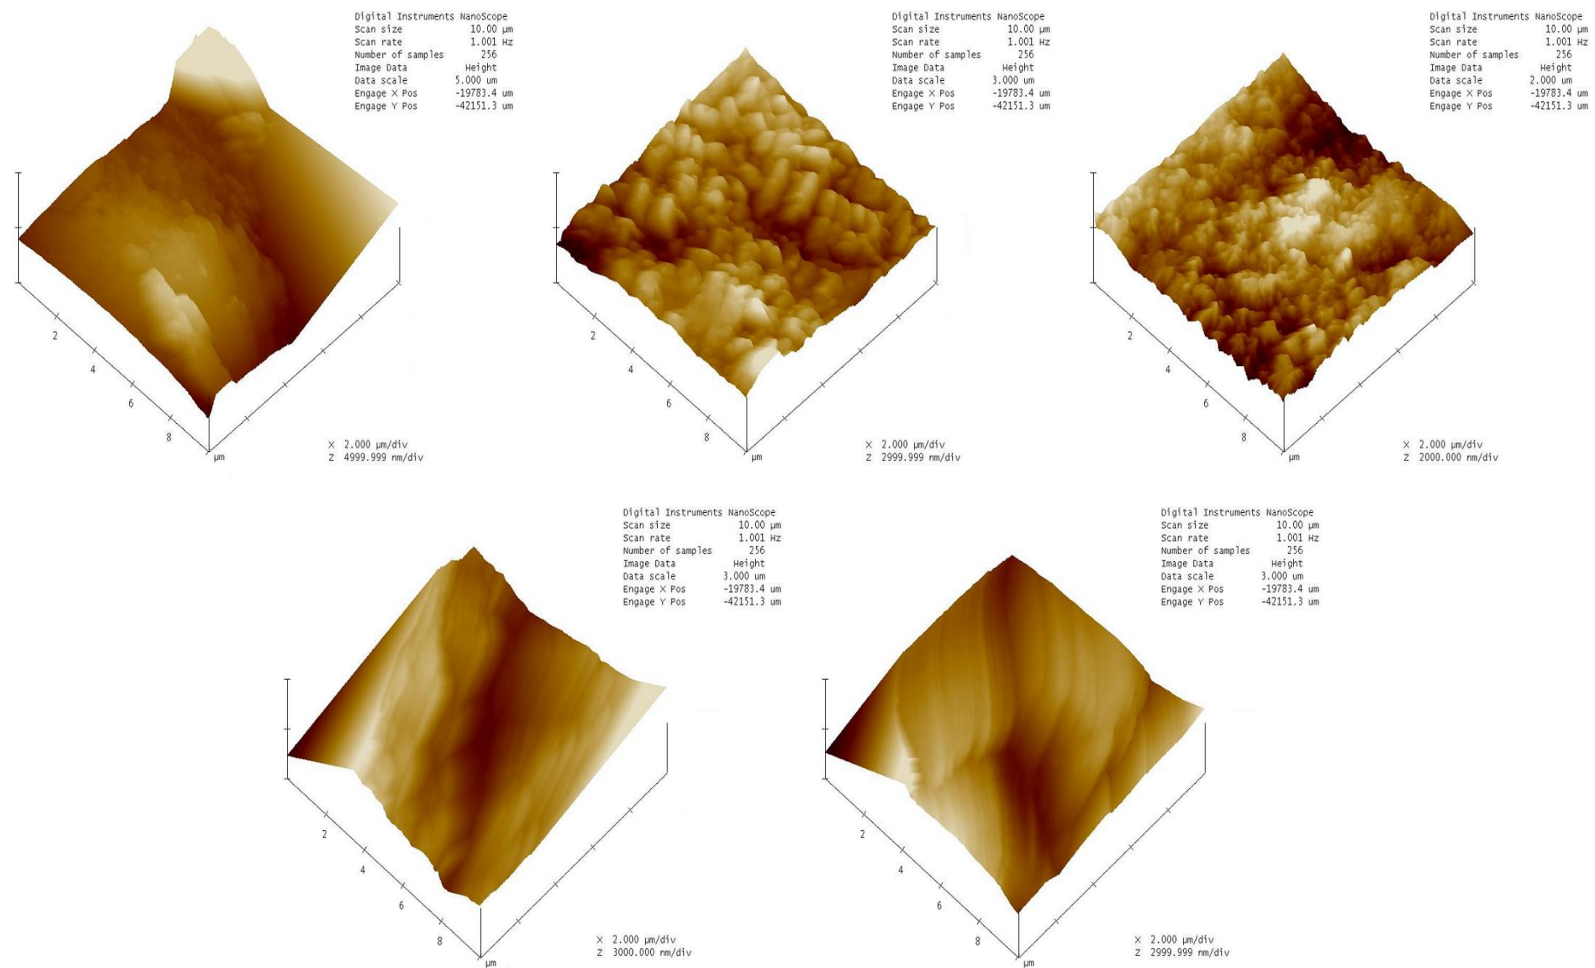 Digital Instruments NanoScope
Scan size 10.00 µm
Scan rate 1.001 Hz
Number of samples 256
Image Data Height
Data scale 5.000 um
Engage X Pos -19783.4 um
Engage Y Pos -42151.3 um
2
4
6
8
µm
X 2.000 µm/div
Z 4999.999 nm/div
Digital Instruments NanoScope
Scan size 10.00 µm
Scan rate 1.001 Hz
Number of samples 256
Image Data Height
Data scale 3.000 um
Engage X Pos -19783.4 um
Engage Y Pos -42151.3 um
2
4
6
8
µm
X 2.000 µm/div
Z 2999.999 nm/div
Digital Instruments NanoScope
Scan size 10.00 µm
Scan rate 1.001 Hz
Number of samples 256
Image Data Height
Data scale 2.000 um
Engage X Pos -19783.4 um
Engage Y Pos -42151.3 um
2
4
6
8
µm
X 2.000 µm/div
Z 2000.000 nm/div
Digital Instruments NanoScope
Scan size 10.00 µm
Scan rate 1.001 Hz
Number of samples 256
Image Data Height
Data scale 3.000 um
Engage X Pos -19783.4 um
Engage Y Pos -42151.3 um
2
4
6
8
µm
X 2.000 µm/div
Z 3000.000 nm/div
Digital Instruments NanoScope
Scan size 10.00 µm
Scan rate 1.001 Hz
Number of samples 256
Image Data Height
Data scale 3.000 um
Engage X Pos -19783.4 um
Engage Y Pos -42151.3 um
2
4
6
8
µm
X 2.000 µm/div
Z 2999.999 nm/div